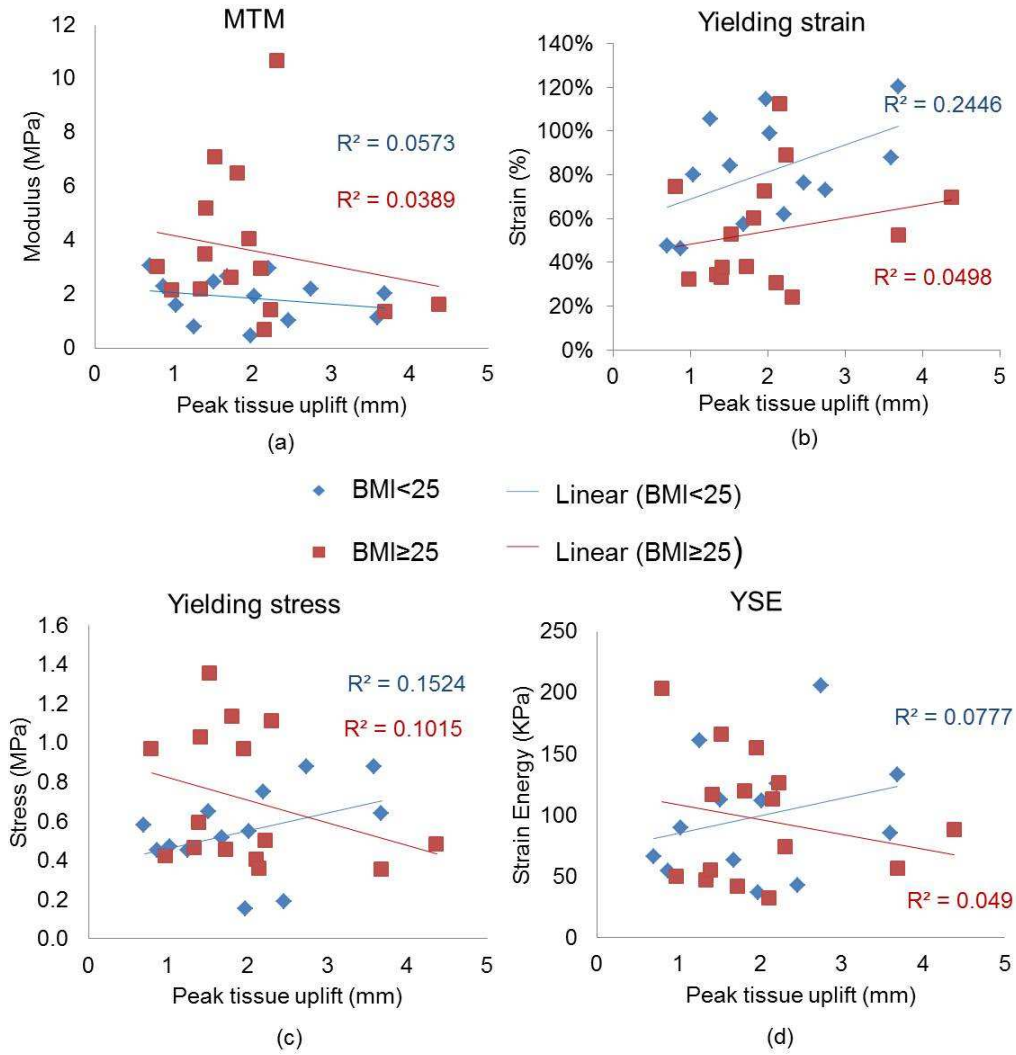 MTM
12
10
8
6
4
2
0
Modulus (MPa)
R² = 0.0573
R² = 0.0389
0 1 2 3 4 5
Peak tissue uplift (mm)
(a)
Yielding strain
140%
120%
100%
80%
60%
40%
20%
0%
Strain (%)
R² = 0.2446
R² = 0.0498
0 1 2 3 4 5
Peak tissue uplift (mm)
(b)
BMI<25
Linear (BMI<25)
BMI≥25
Linear (BMI≥25)
Yielding stress
1.6
1.4
1.2
1.0
0.8
0.6
0.4
0.2
0.0
Stress (MPa)
R² = 0.1524
R² = 0.1015
0 1 2 3 4 5
Peak tissue uplift (mm)
(c)
YSE
250
200
150
100
50
0
Strain Energy (KPa)
R² = 0.0777
R² = 0.049
0 1 2 3 4 5
Peak tissue uplift (mm)
(d)